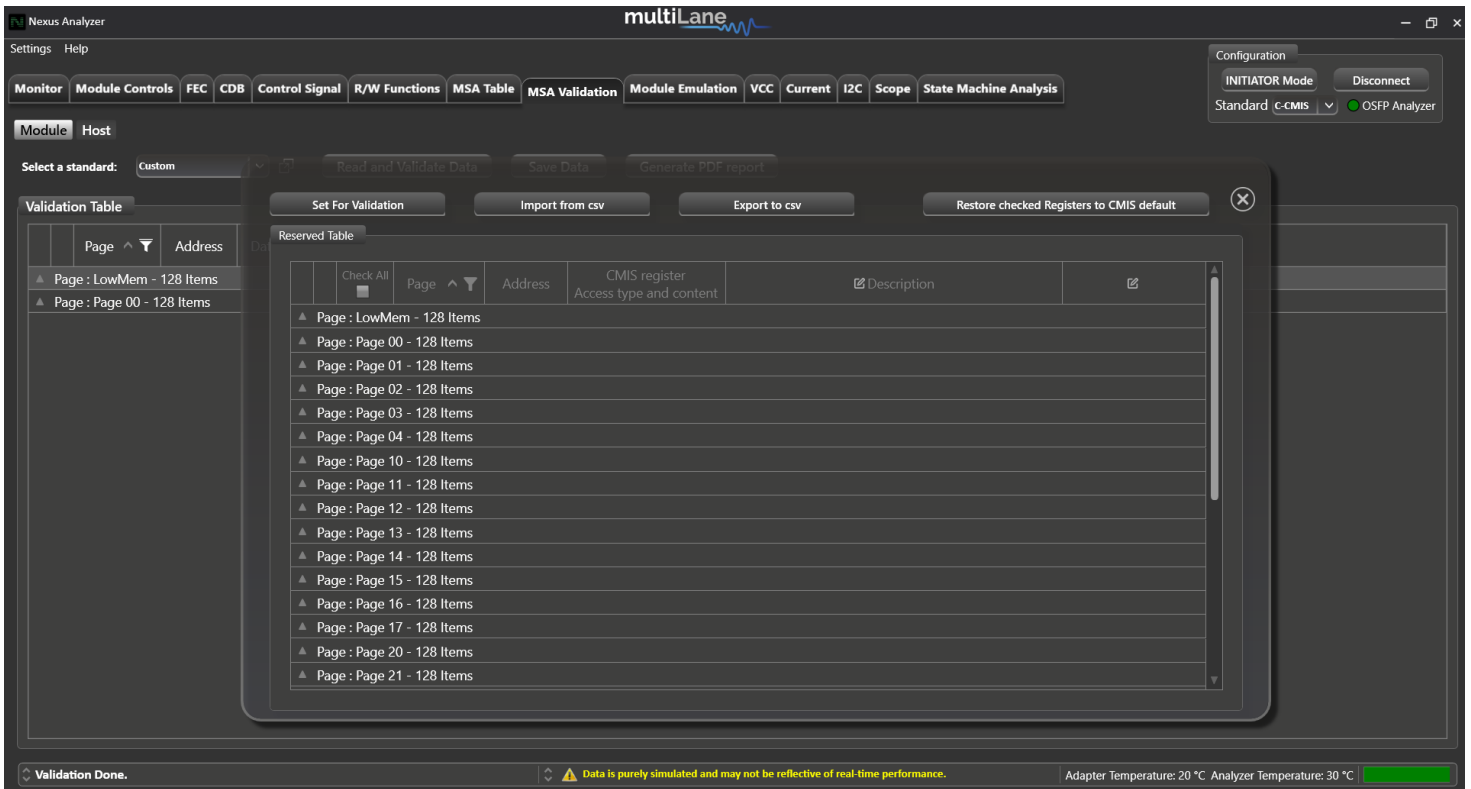 Nexus Analyzer
multiLane
Settings Help
Configuration
INITIATOR Mode Disconnect
Standard C-CMIS OSFP Analyzer
Monitor Module Controls FEC CDB Control Signal R/W Functions MSA Table MSA Validation Module Emulation VCC Current I2C Scope State Machine Analysis
Module Host
Select a standard: Custom Read and Validate Data Save Data Generate PDF report
Set For Validation Import from csv Export to csv Restore checked Registers to CMIS default
Validation Table
Page Address
Page : LowMem - 128 Items
Page : Page 00 - 128 Items
Reserved Table
Check All Page Address CMIS register Description
Access type and content
Page : LowMem - 128 Items
Page : Page 00 - 128 Items
Page : Page 01 - 128 Items
Page : Page 02 - 128 Items
Page : Page 03 - 128 Items
Page : Page 04 - 128 Items
Page : Page 10 - 128 Items
Page : Page 11 - 128 Items
Page : Page 12 - 128 Items
Page : Page 13 - 128 Items
Page : Page 14 - 128 Items
Page : Page 15 - 128 Items
Page : Page 16 - 128 Items
Page : Page 17 - 128 Items
Page : Page 20 - 128 Items
Page : Page 21 - 128 Items
Validation Done. Data is purely simulated and may not be reflective of real-time performance. Adapter Temperature: 20 °C Analyzer Temperature: 30 °C